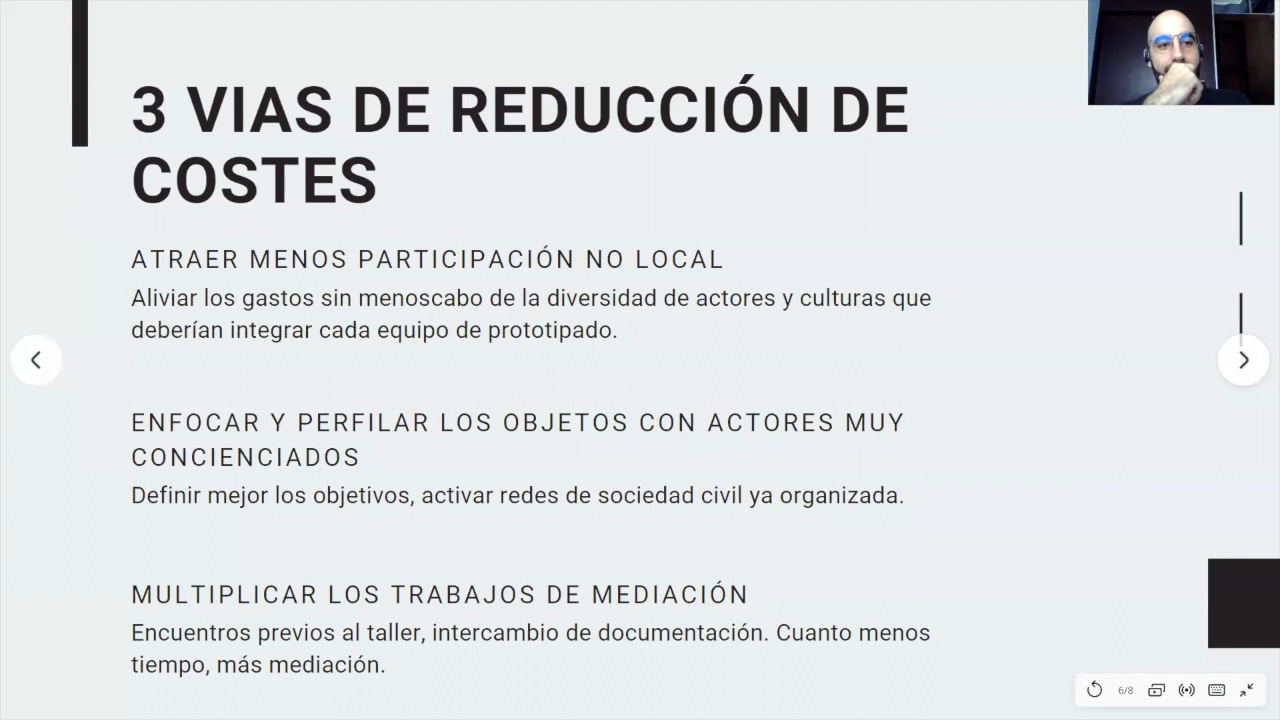 3 VIAS DE REDUCCIÓN DE
COSTES
ATRAER MENOS PARTICIPACIÓN NO LOCAL
Aliviar los gastos sin menoscabo de la diversidad de actores y culturas que
deberían integrar cada equipo de prototipado.
ENFOCAR Y PERFILAR LOS OBJETOS CON ACTORES MUY
CONCIENCIADOS
Definir mejor los objetivos, activar redes de sociedad civil ya organizada.
MULTIPLICAR LOS TRABAJOS DE MEDIACIÓN
Encuentros previos al taller, intercambio de documentación. Cuanto menos
tiempo, más mediación.
6/8